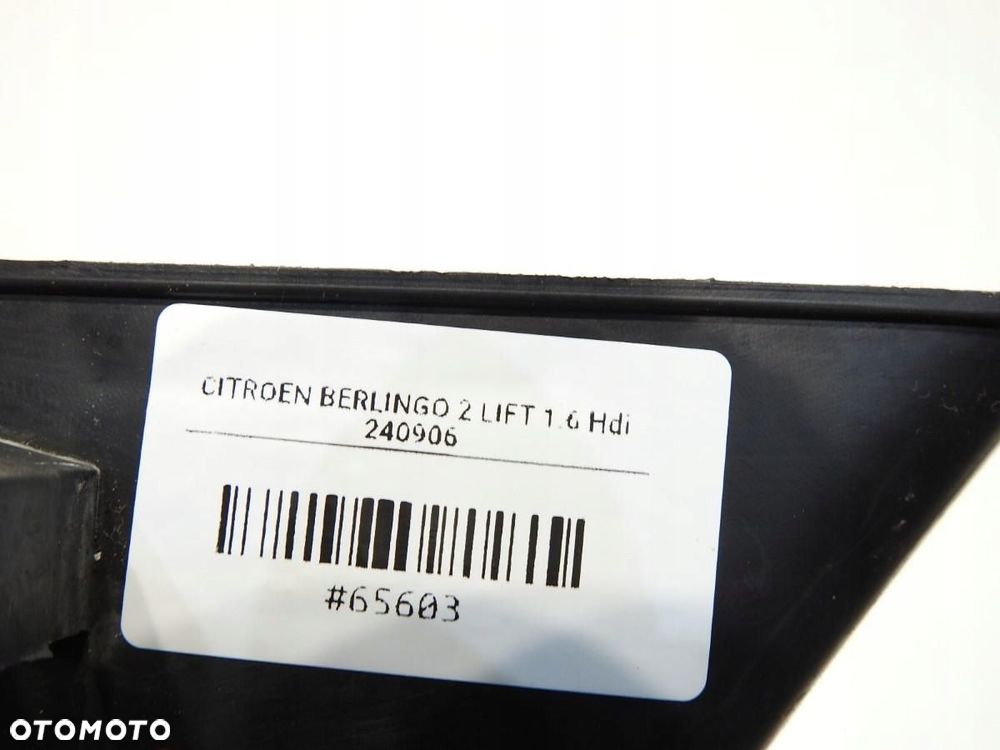 CITROEN BERLINGO 2 LIFT 1.6 Hdi
240906
#65603
OTOMOTO